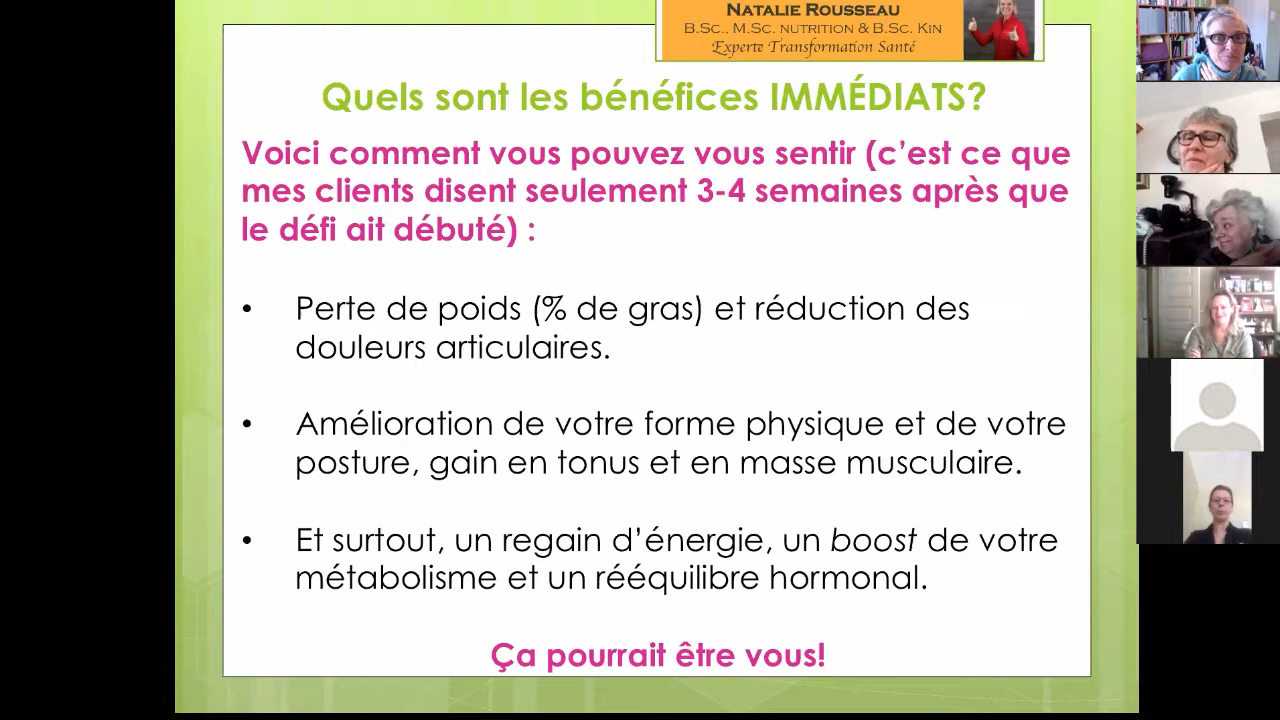 NATALIE ROUSSEAU
B.SC., M.SC. NUTRITION & B.SC. KIN
Experte Transformation Santé
Quels sont les bénéfices IMMÉDIATS?
Voici comment vous pouvez vous sentir (c’est ce que
mes clients disent seulement 3-4 semaines après que
le défi ait débuté) :
• Perte de poids (% de gras) et réduction des
douleurs articulaires.
• Amélioration de votre forme physique et de votre
posture, gain en tonus et en masse musculaire.
• Et surtout, un regain d’énergie, un boost de votre
métabolisme et un rééquilibre hormonal.
Ça pourrait être vous!